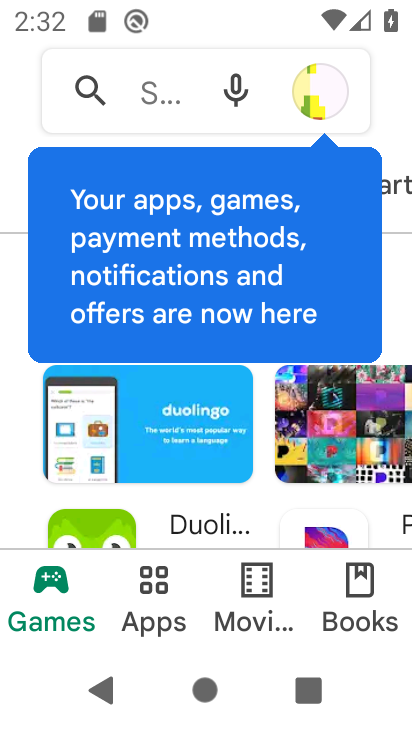 2:32
S...
art
Your apps, games,
payment methods,
notifications and
offers are now here
duolingo
The world's most popular way
to learn a language
Duoli...
P
Games
Apps
Movi...
Books